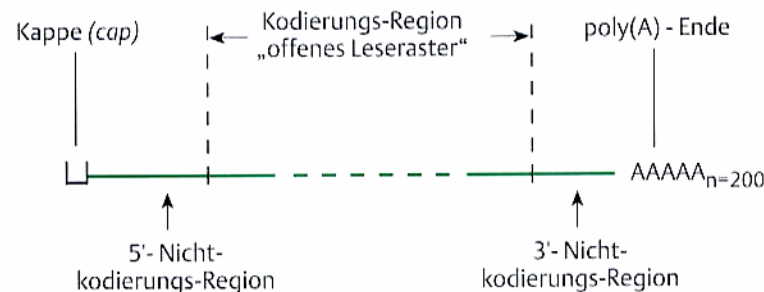 Kappe (cap)
Kodierungs-Region
„offenes Leseraster“
poly(A) - Ende
AAAAAn=200
5'- Nicht-
kodierungs-Region
3'- Nicht-
kodierungs-Region